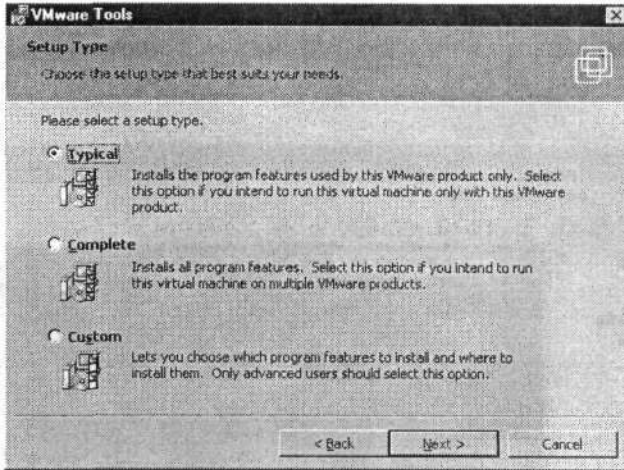 VMware Tools
Setup Type
Choose the setup type that best suits your needs.
Please select a setup type.
Typical
Installs the program features used by this VMware product only. Select
this option if you intend to run this virtual machine only with this VMware
product.
Complete
Installs all program features. Select this option if you intend to run
this virtual machine on multiple VMware products.
Custom
Lets you choose which program features to install and where to
install them. Only advanced users should select this option.
< Back
Next >
Cancel